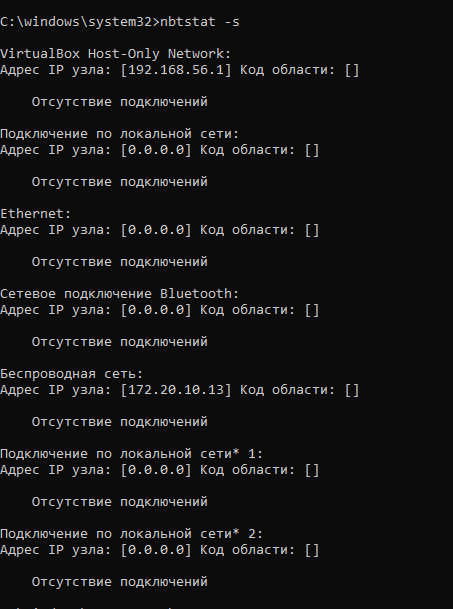 C:\windows\system32>nbtstat -s
VirtualBox Host-Only Network:
Адрес IP узла: [192.168.56.1] Код области: []
Отсутствие подключений
Подключение по локальной сети:
Адрес IP узла: [0.0.0.0] Код области: []
Отсутствие подключений
Ethernet:
Адрес IP узла: [0.0.0.0] Код области: []
Отсутствие подключений
Сетевое подключение Bluetooth:
Адрес IP узла: [0.0.0.0] Код области: []
Отсутствие подключений
Беспроводная сеть:
Адрес IP узла: [172.20.10.13] Код области: []
Отсутствие подключений
Подключение по локальной сети* 1:
Адрес IP узла: [0.0.0.0] Код области: []
Отсутствие подключений
Подключение по локальной сети* 2:
Адрес IP узла: [0.0.0.0] Код области: []
Отсутствие подключений